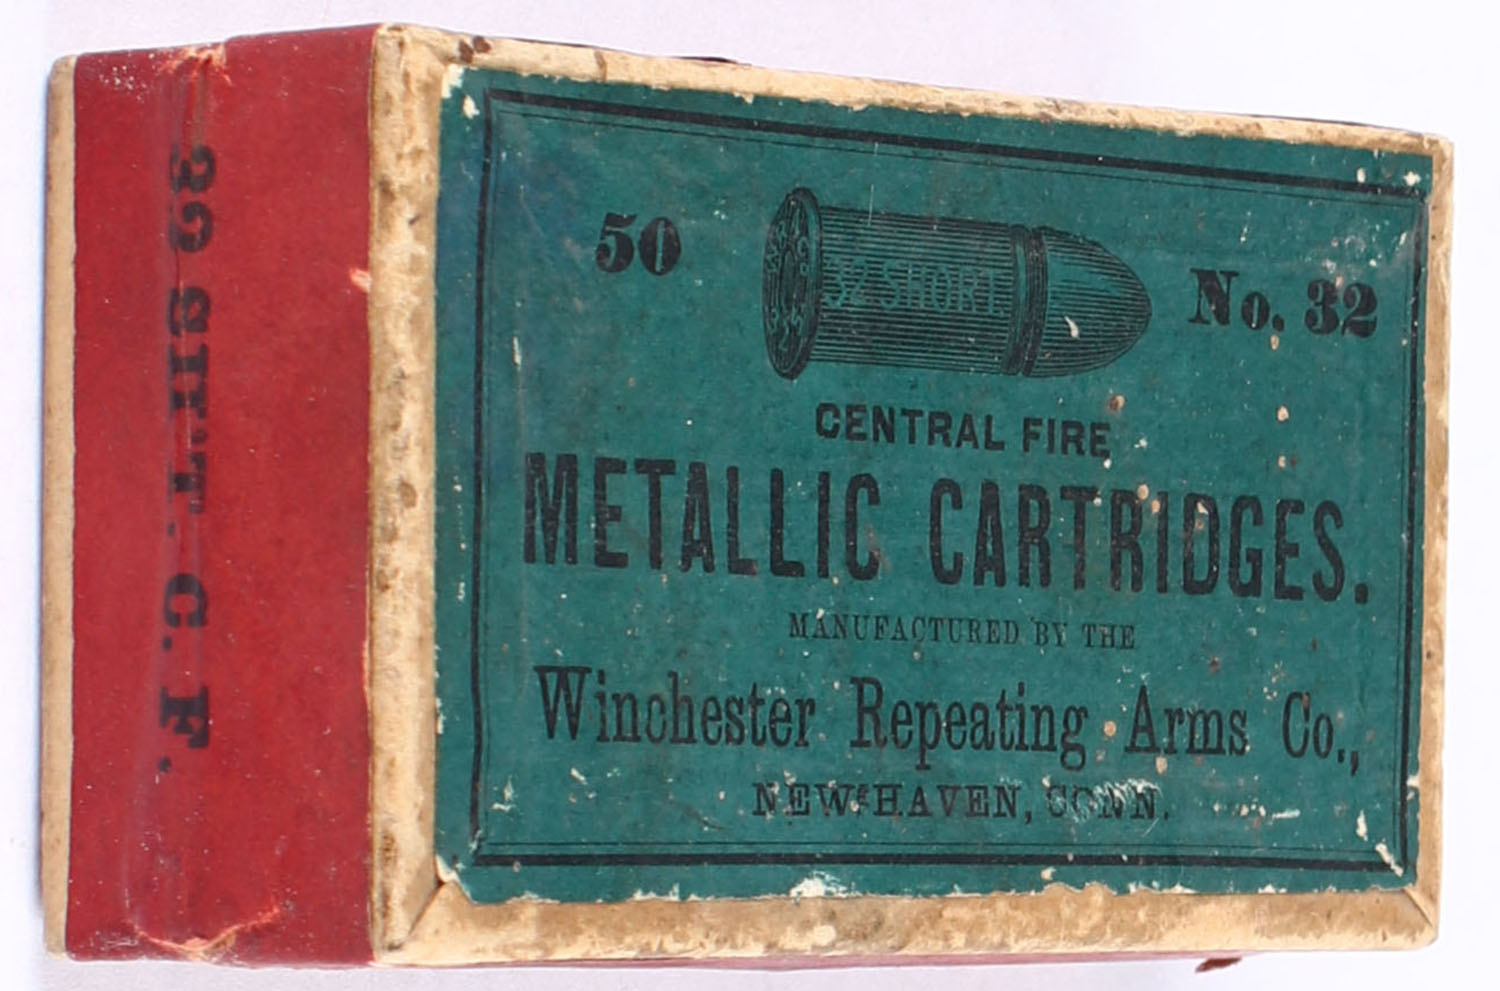 50
No. 32
32 SHORT.
CENTRAL FIRE
METALLIC CARTRIDGES.
MANUFACTURED BY THE
Winchester Repeating Arms Co.,
NEW HAVEN, CONN.
32 SH'T. C. F.